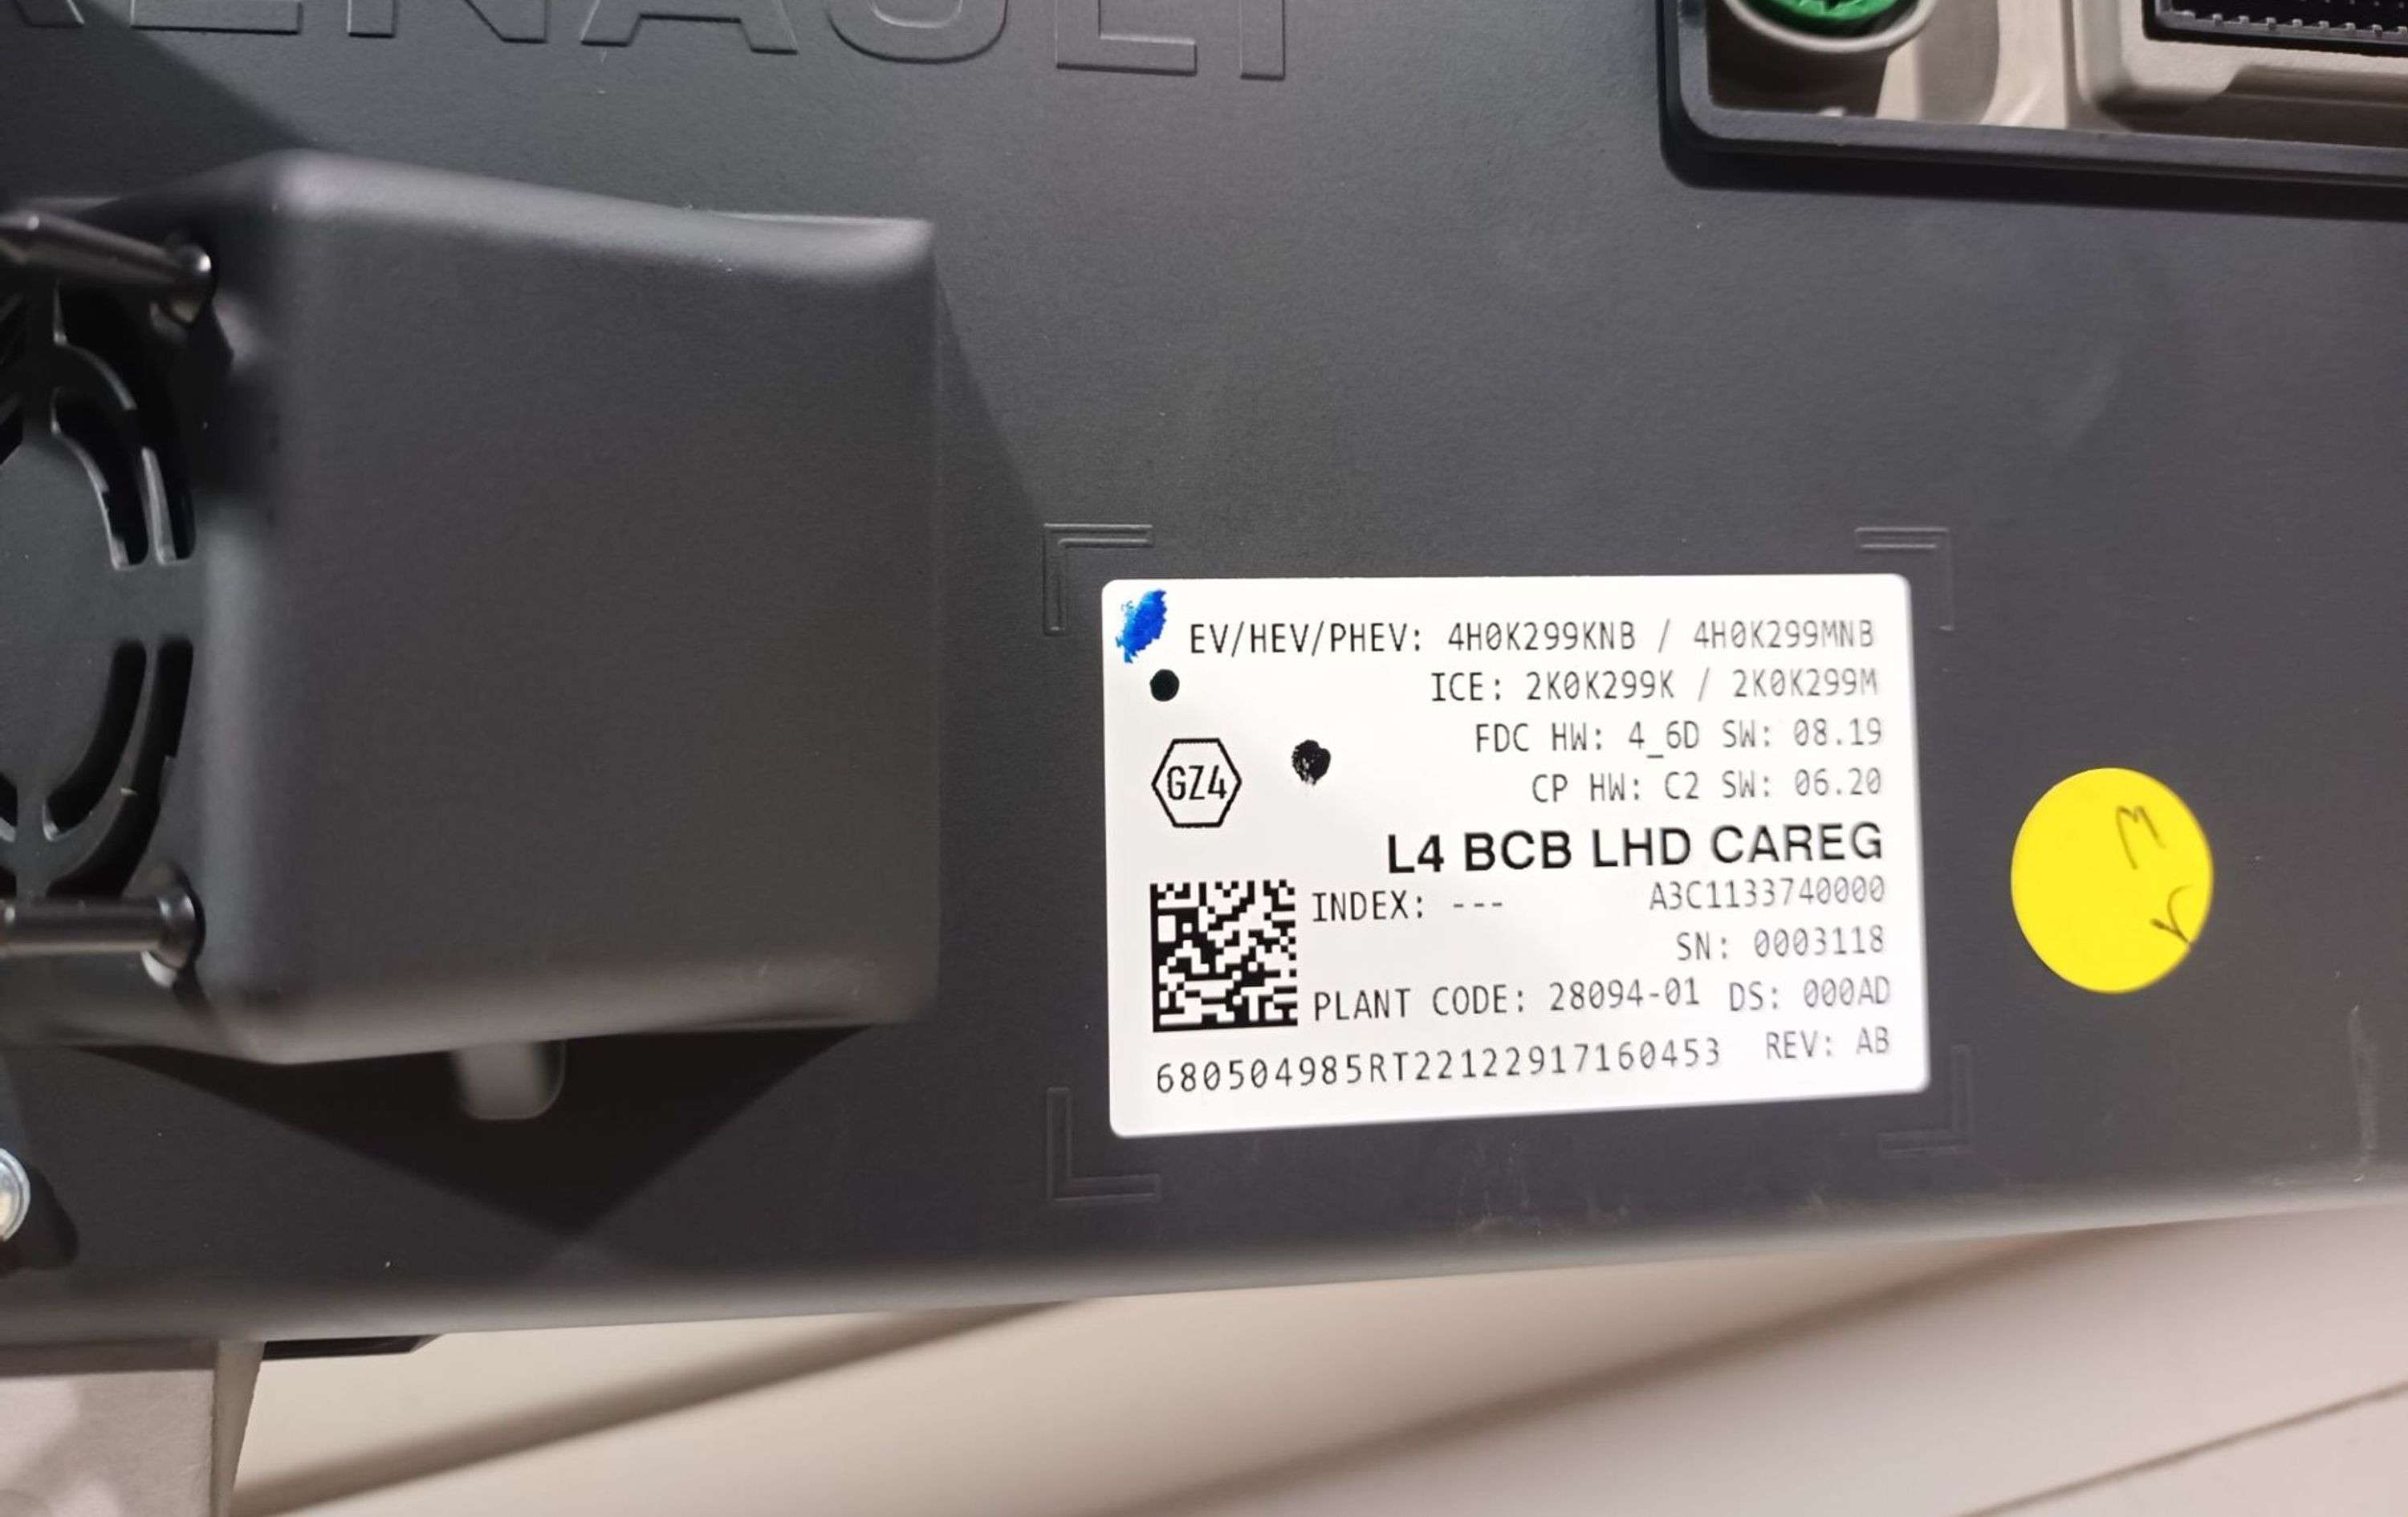 RENAULT
EV/HEV/PHEV: 4H0K299KNB / 4H0K299MNB
ICE: 2K0K299K / 2K0K299M
FDC HW: 4_6D SW: 08.19
CP HW: C2 SW: 06.20
GZ4
L4 BCB LHD CAREG
INDEX: --- A3C1133740000
SN: 0003118
PLANT CODE: 28094-01 DS: 000AD
680504985RT22122917160453 REV: AB